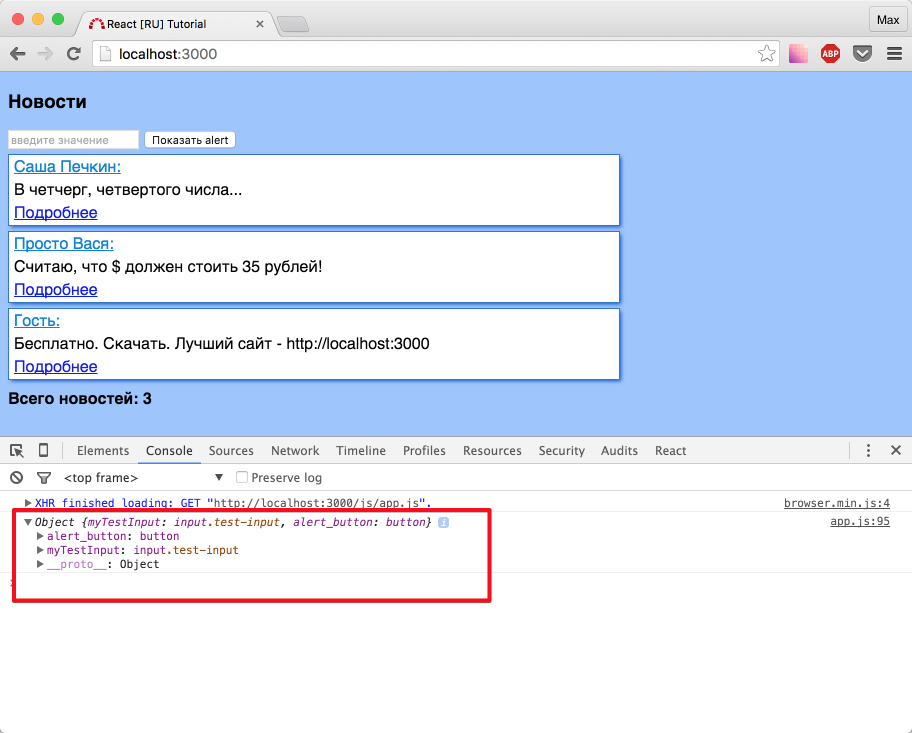 React [RU] Tutorial
Max
localhost:3000
ABP
Новости
введите значение Показать alert
Саша Печкин:
В четчерг, четвертого числа...
Подробнее
Просто Вася:
Считаю, что $ должен стоить 35 рублей!
Подробнее
Гость:
Бесплатно. Скачать. Лучший сайт - http://localhost:3000
Подробнее
Всего новостей: 3
Elements Console Sources Network Timeline Profiles Resources Security Audits React
<top frame> Preserve log
XHR finished loading: GET "http://localhost:3000/js/app.js". browser.min.js:4
Object {myTestInput: input.test-input, alert_button: button} i app.js:95
alert_button: button
myTestInput: input.test-input
__proto__: Object